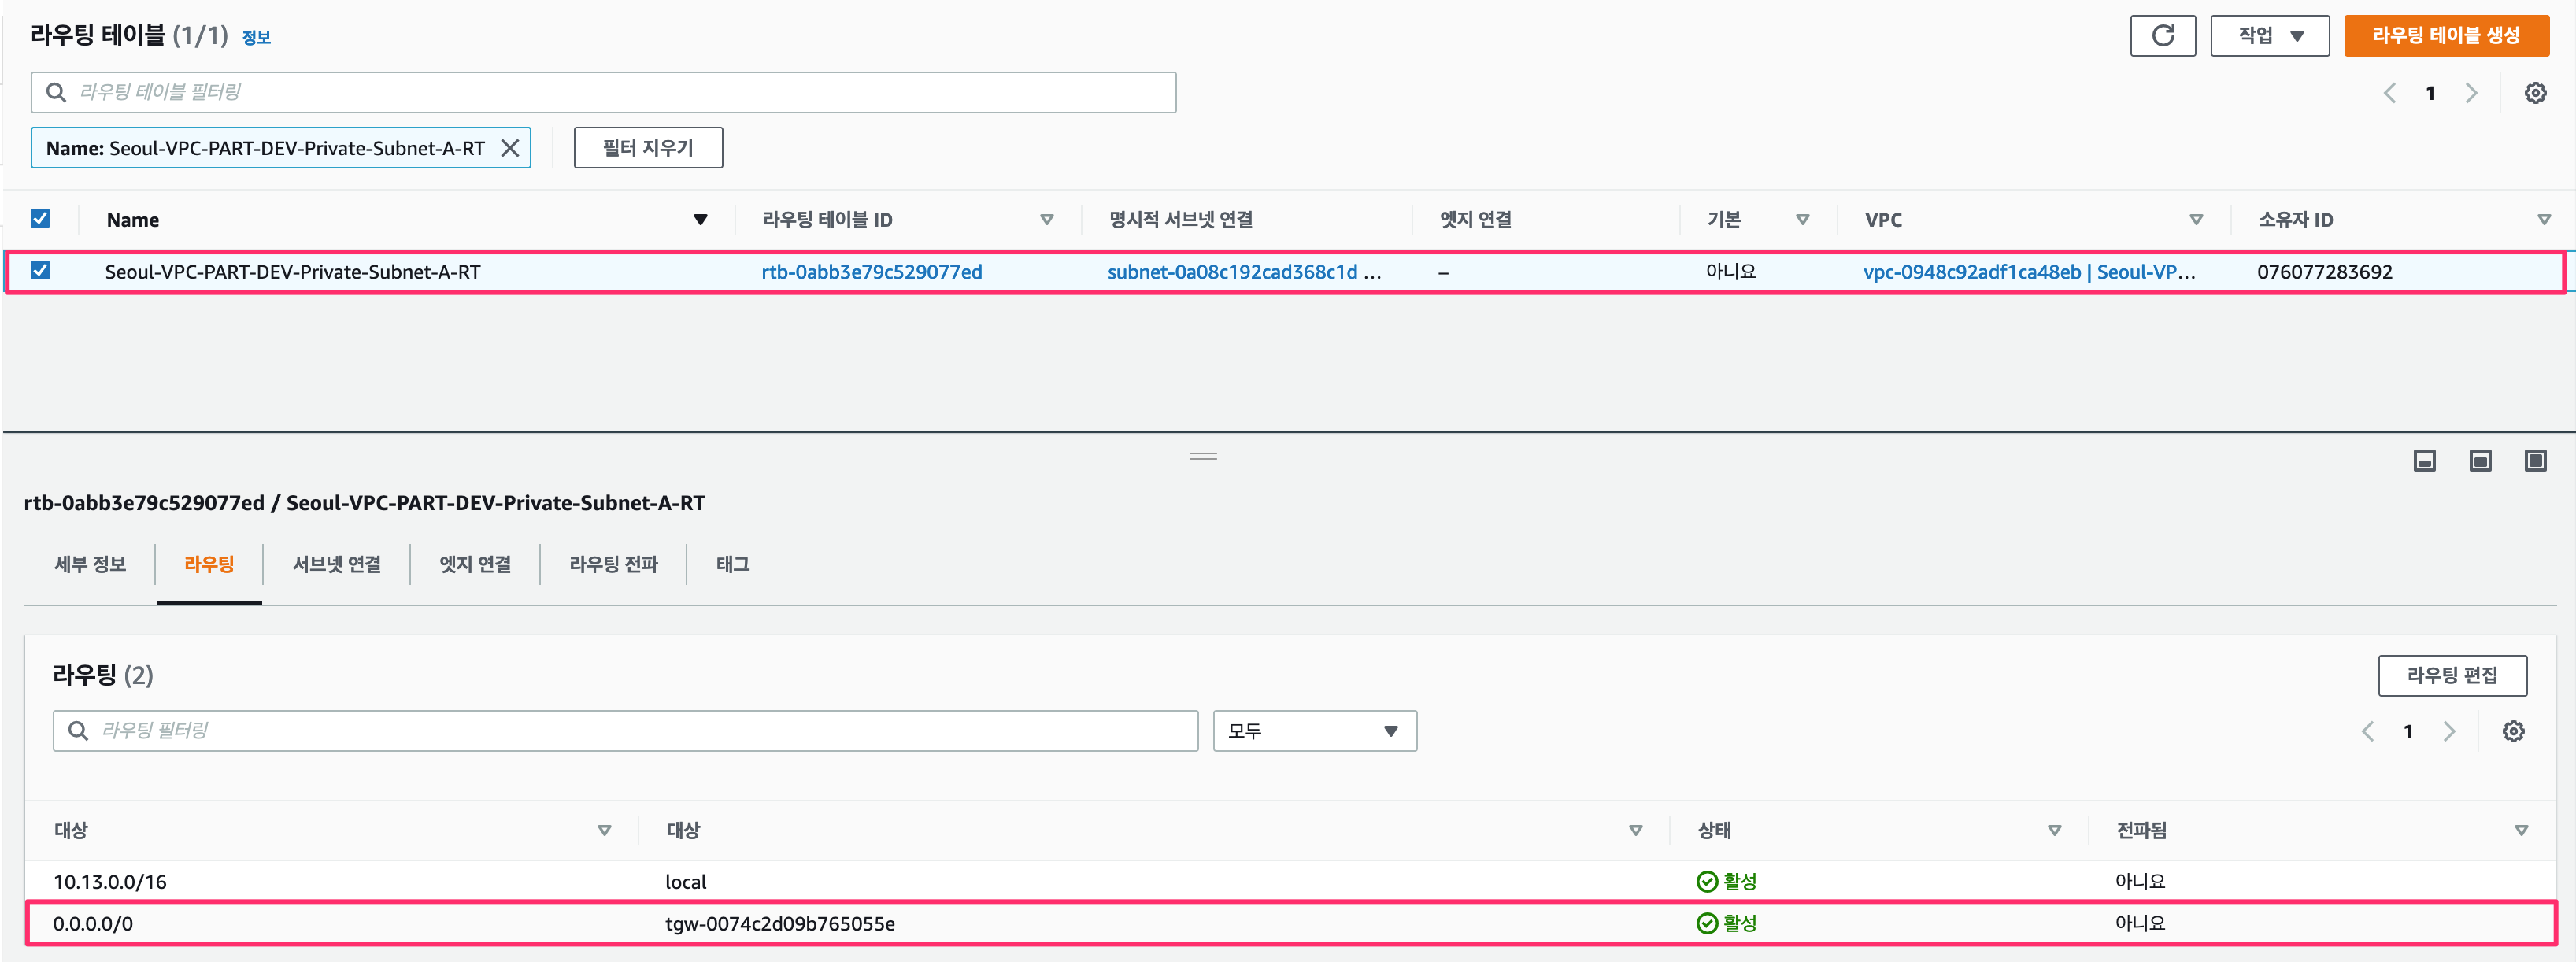 라우팅 테이블 (1/1) 정보
작업
라우팅 테이블 생성
라우팅 테이블 필터링
1
Name: Seoul-VPC-PART-DEV-Private-Subnet-A-RT
필터 지우기
Name 라우팅 테이블 ID 명시적 서브넷 연결 엣지 연결 기본 VPC 소유자 ID
Seoul-VPC-PART-DEV-Private-Subnet-A-RT rtb-0abb3e79c529077ed subnet-0a08c192cad368c1d ... – 아니요 vpc-0948c92adf1ca48eb | Seoul-VP... 076077283692
rtb-0abb3e79c529077ed / Seoul-VPC-PART-DEV-Private-Subnet-A-RT
세부 정보 라우팅 서브넷 연결 엣지 연결 라우팅 전파 태그
라우팅 (2)
라우팅 편집
라우팅 필터링
모두
1
대상 대상 상태 전파됨
10.13.0.0/16 local 활성 아니요
0.0.0.0/0 tgw-0074c2d09b765055e 활성 아니요